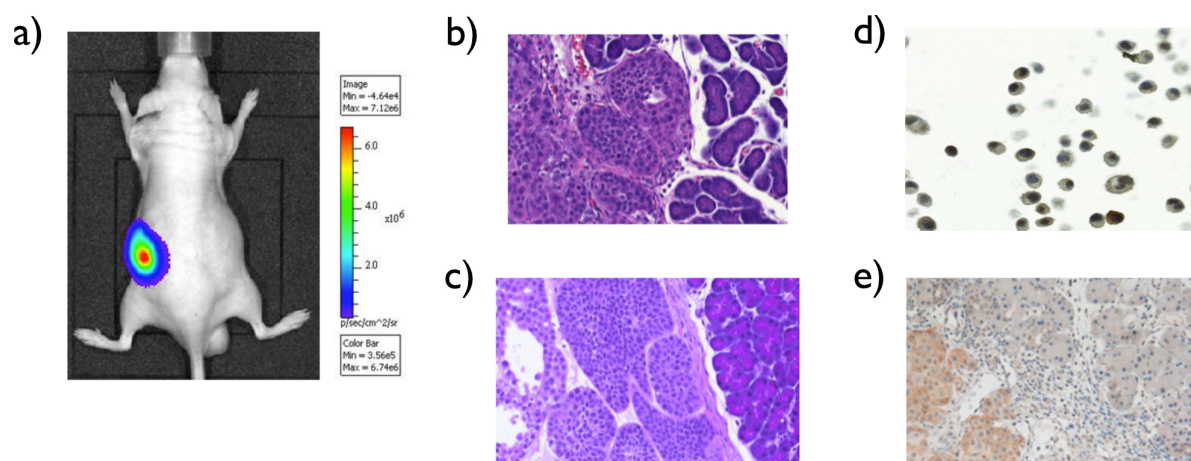 a)
Image
Min = -4.64e4
Max = 7.12e6
6.0
4.0
x10^6
2.0
p/sec/cm^2/sr
Color Bar
Min = 3.56e5
Max = 6.74e6
b)
c)
d)
e)